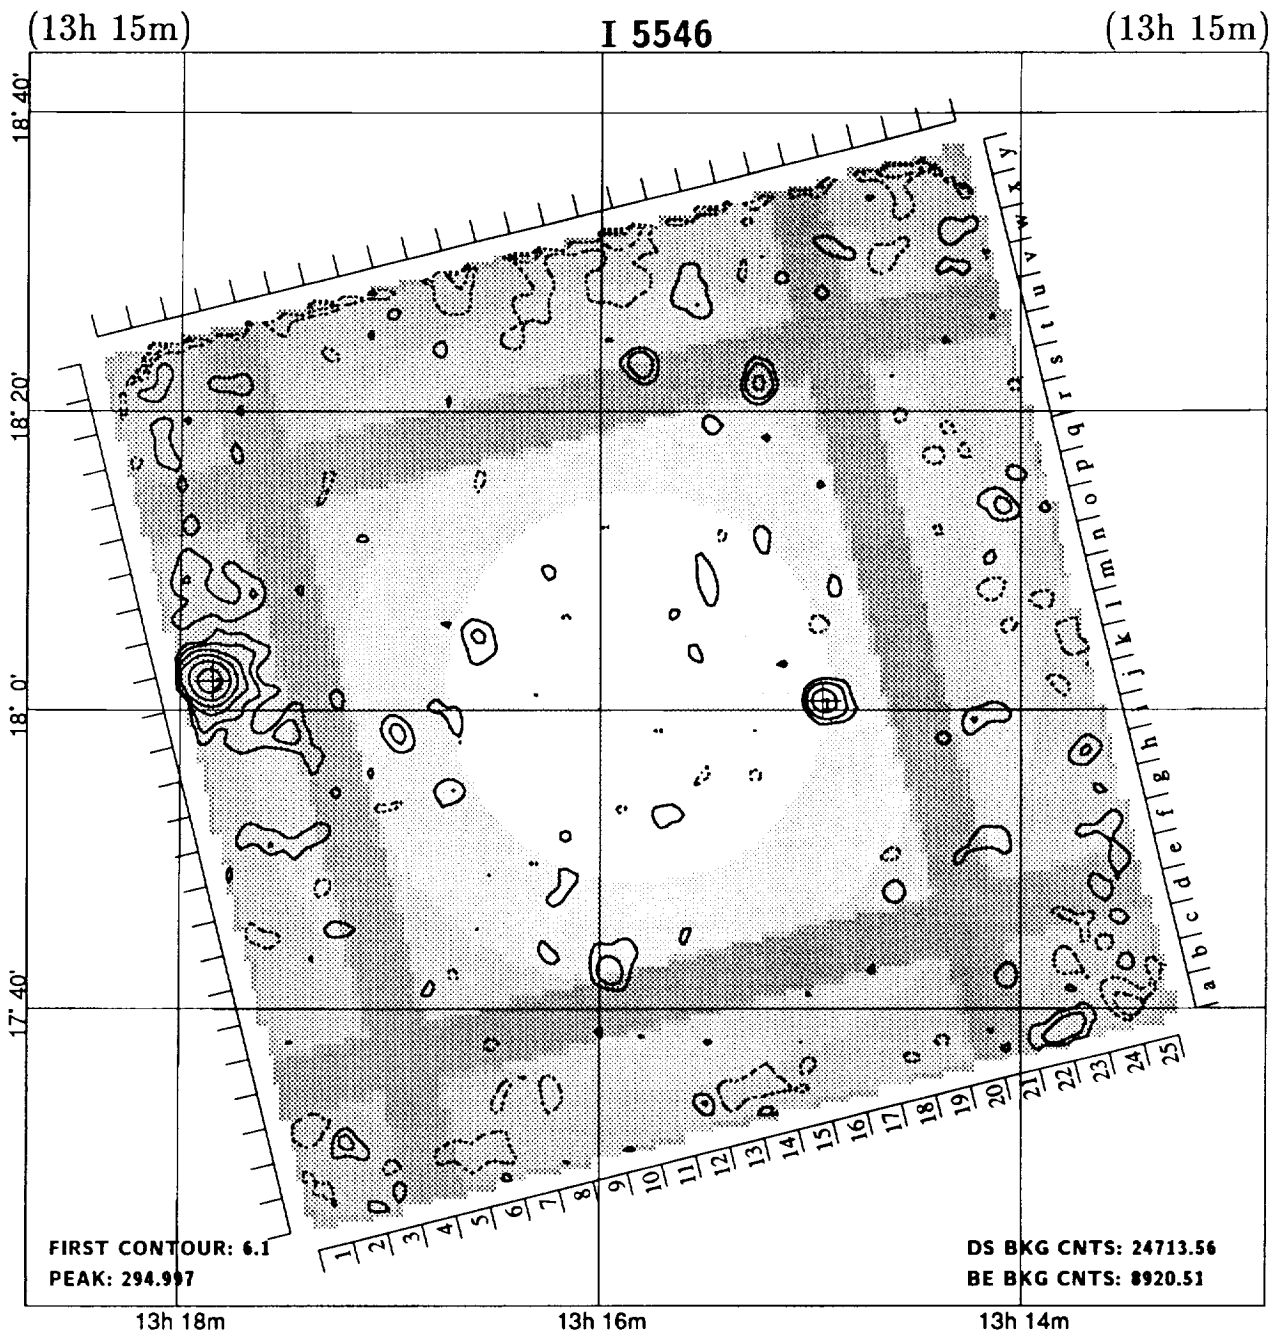 (13h 15m) I 5546 (13h 15m)
18° 40'
18° 20'
18° 0'
17° 40'
y
x
w
v
u
t
s
r
q
p
o
n
m
l
k
j
i
h
g
f
e
d
c
b
a
1 2 3 4 5 6 7 8 9 10 11 12 13 14 15 16 17 18 19 20 21 22 23 24 25
FIRST CONTOUR: 6.1
PEAK: 294.997
DS BKG CNTS: 24713.56
BE BKG CNTS: 8920.51
13h 18m 13h 16m 13h 14m